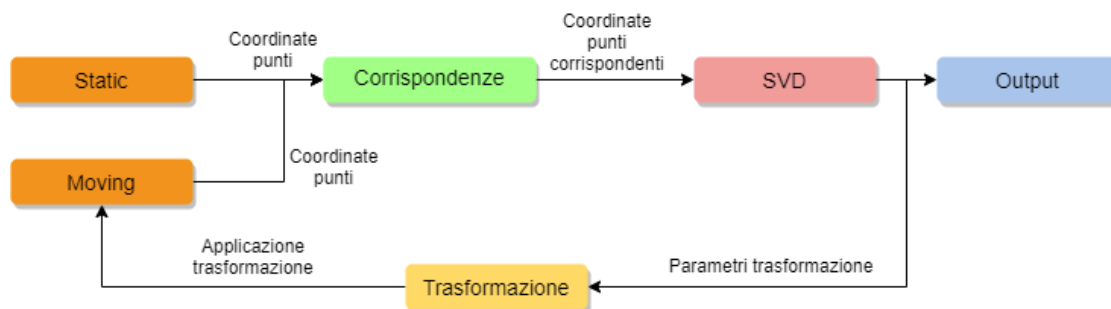 Coordinate
punti
Coordinate
punti
corrispondenti
Static
Corrispondenze
SVD
Output
Moving
Coordinate
punti
Applicazione
trasformazione
Parametri trasformazione
Trasformazione